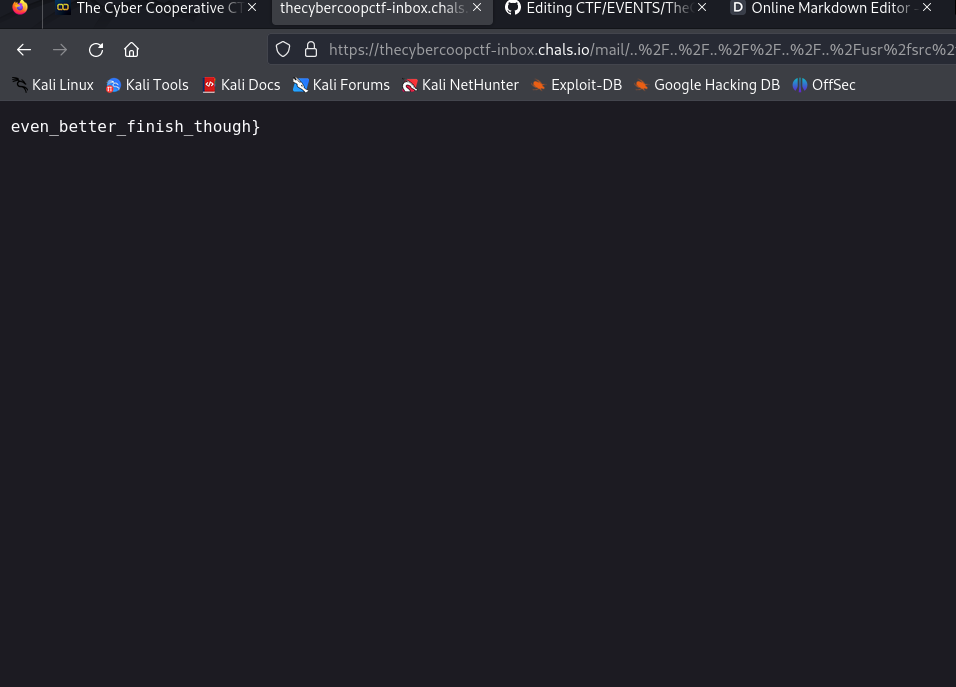 The Cyber Cooperative CT
thecybercoopctf-inbox.chals.
Editing CTF/EVENTS/TheC
Online Markdown Editor -
https://thecybercoopctf-inbox.chals.io/mail/..%2F..%2F..%2F%2F..%2F..%2Fusr%2fsrc%2
Kali Linux Kali Tools Kali Docs Kali Forums Kali NetHunter Exploit-DB Google Hacking DB OffSec
even_better_finish_though}